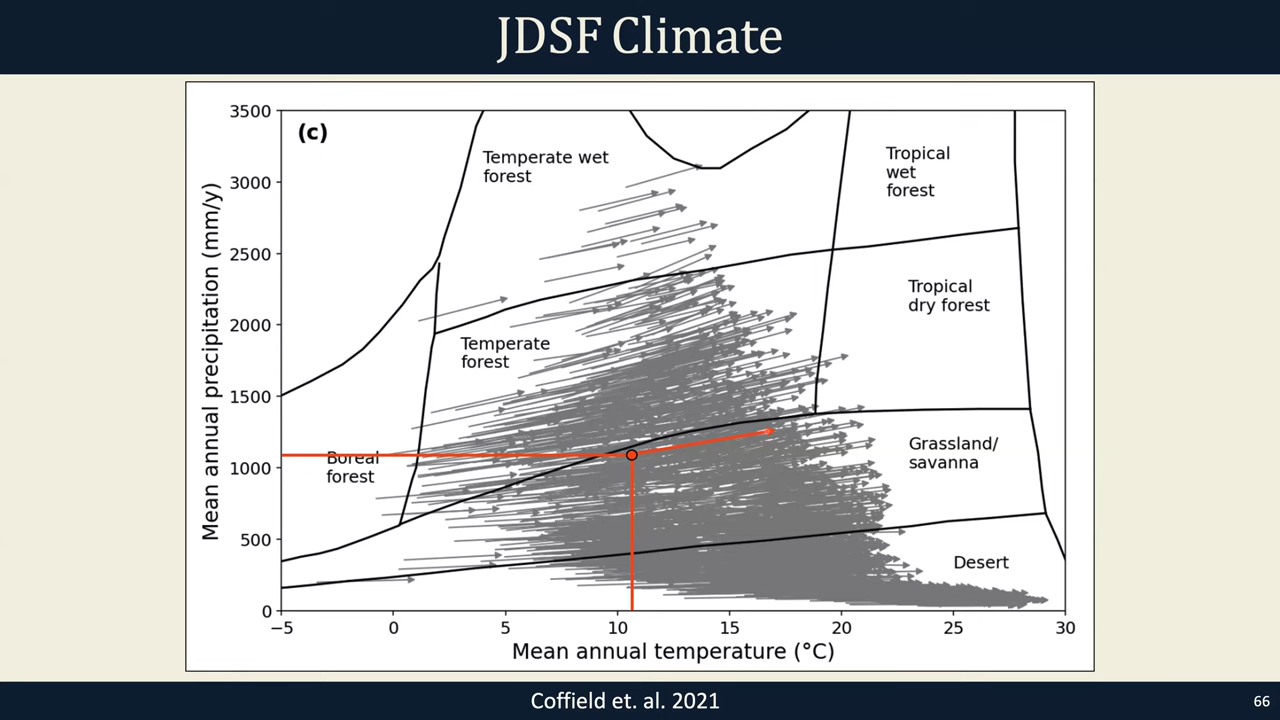 JDSF Climate
(c)
3500
3000
2500
2000
1500
1000
500
0
Mean annual precipitation (mm/y)
Temperate wet
forest
Tropical
wet
forest
Tropical
dry forest
Temperate
forest
Boreal
forest
Grassland/
savanna
Desert
−5 0 5 10 15 20 25 30
Mean annual temperature (°C)
Coffield et. al. 2021
66